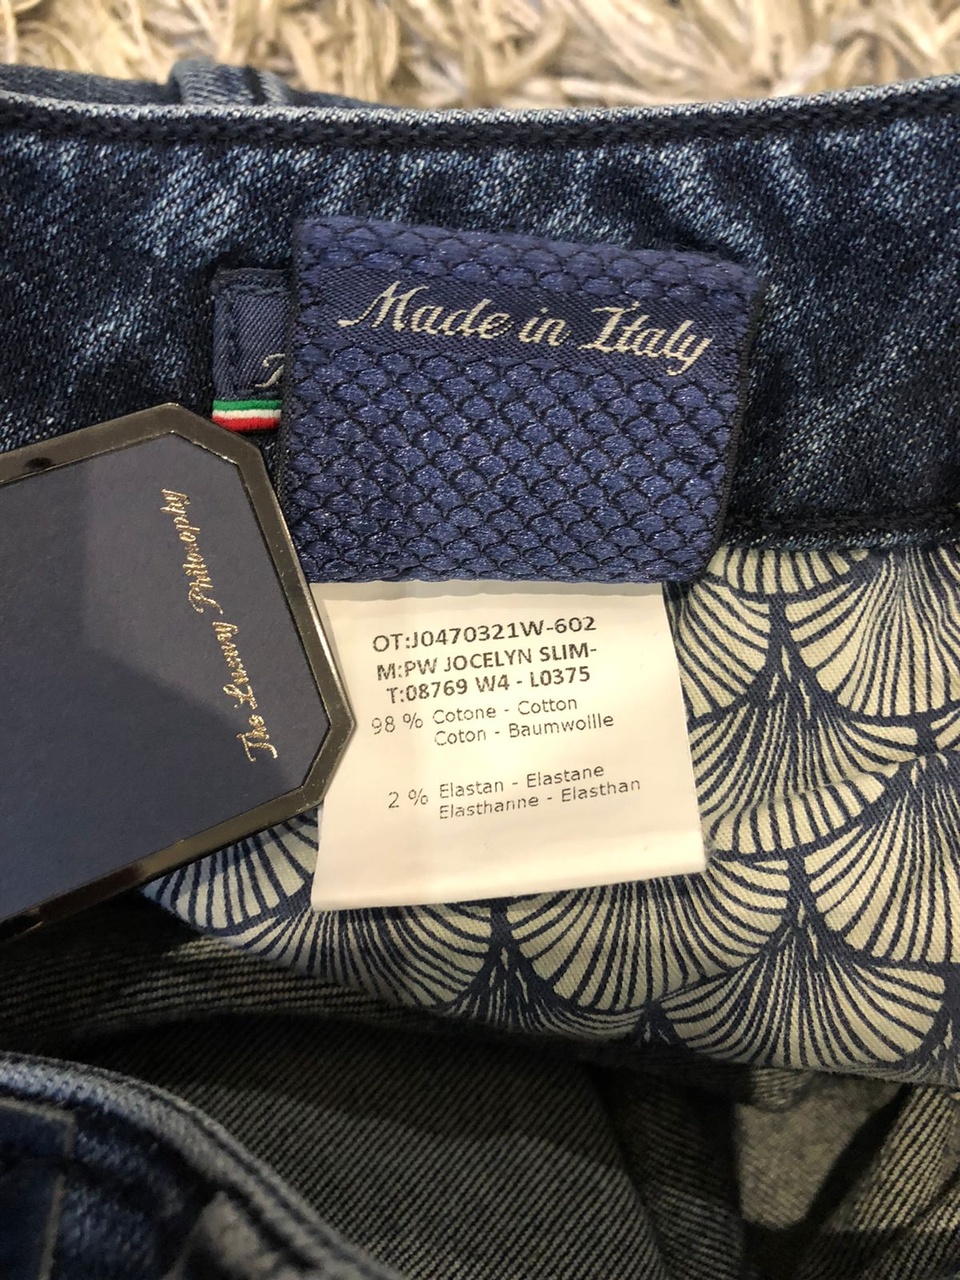 Made in Italy
The Luxury Philosophy
OT:J0470321W-602
M:PW JOCELYN SLIM-
T:08769 W4 - L0375
98 % Cotone - Cotton
Coton - Baumwollle
2 % Elastan - Elastane
Elasthanne - Elasthan